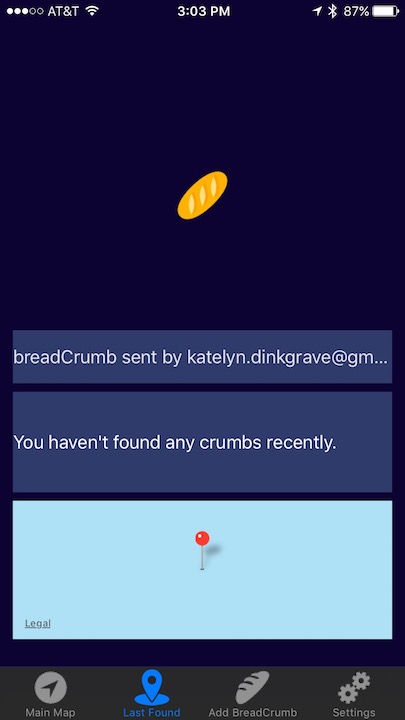 AT&T 3:03 PM 87%
breadCrumb sent by katelyn.dinkgrave@gm...
You haven't found any crumbs recently.
Legal
Main Map Last Found Add BreadCrumb Settings